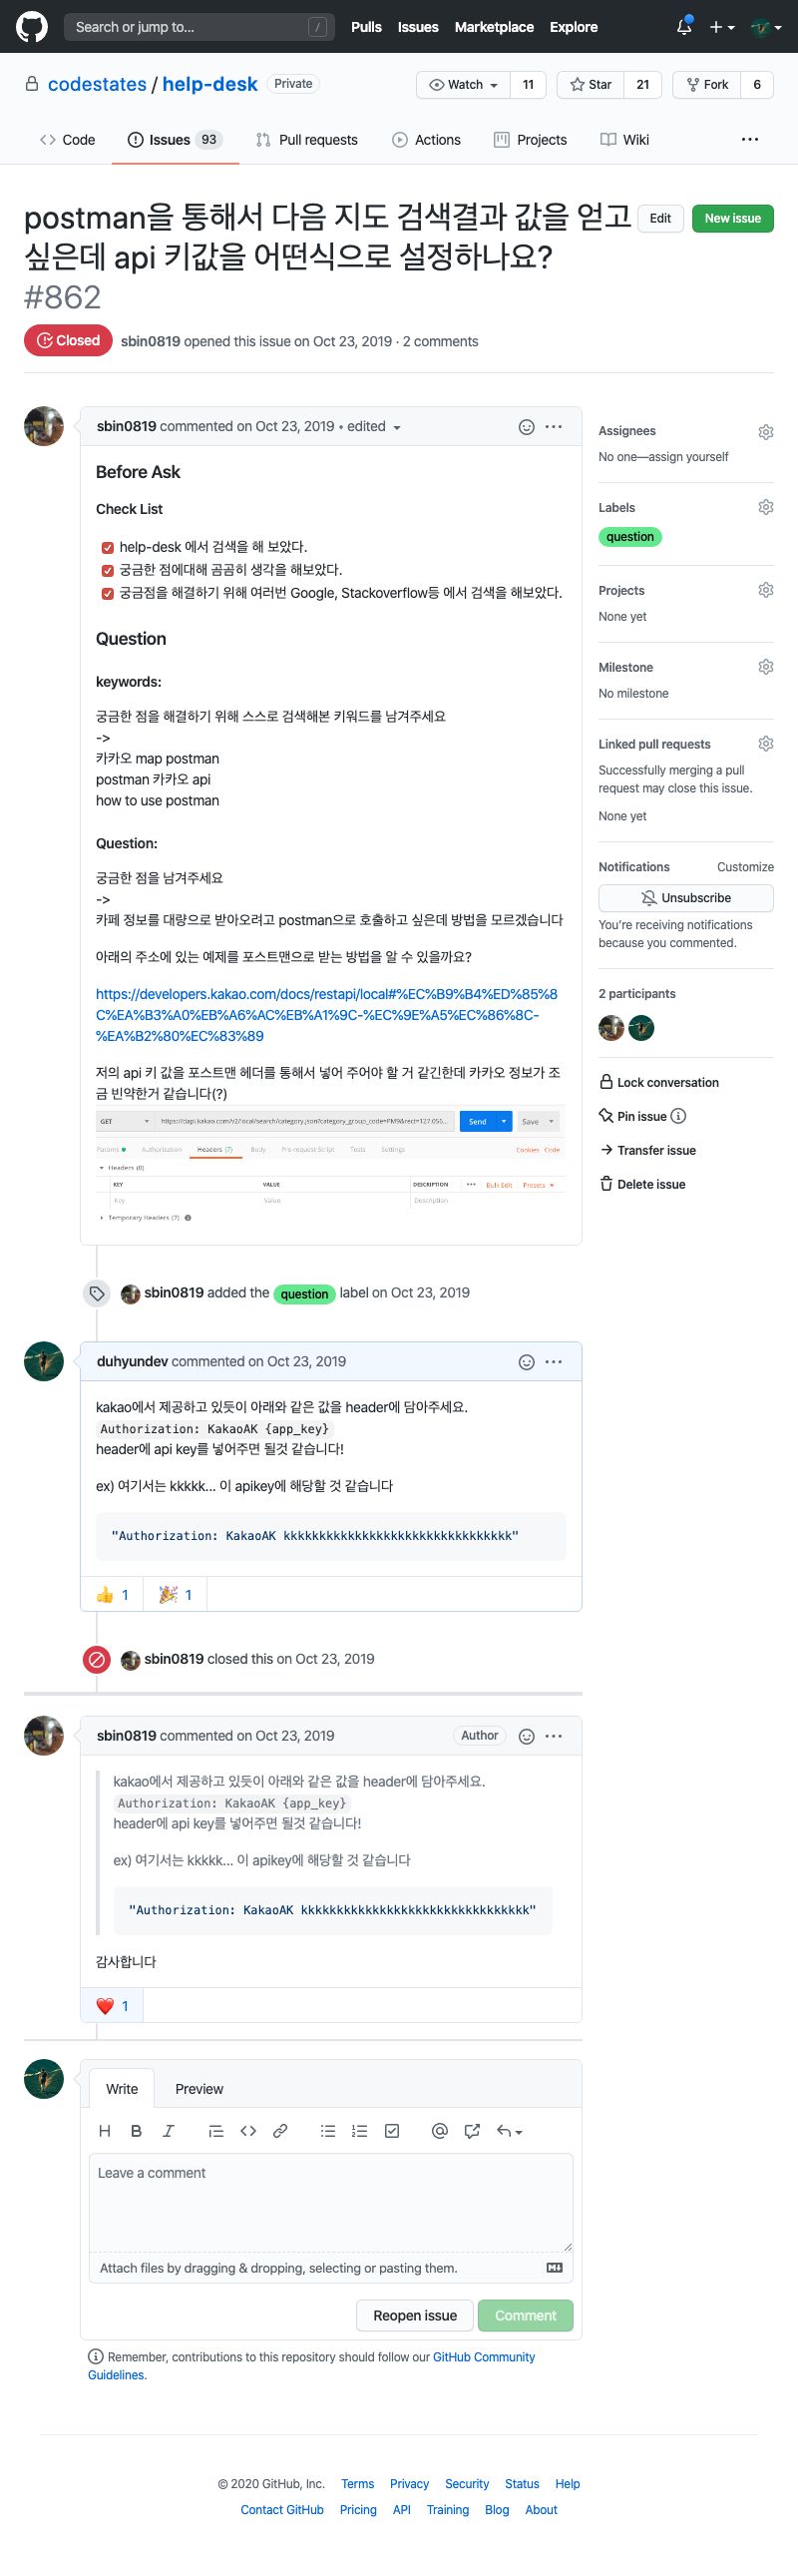 Search or jump to...
/
Pulls Issues Marketplace Explore
codestates / help-desk Private
Watch 11 Star 21 Fork 6
Code Issues 93 Pull requests Actions Projects Wiki
postman을 통해서 다음 지도 검색결과 값을 얻고
싶은데 api 키값을 어떤식으로 설정하나요?
#862
Edit New issue
Closed sbin0819 opened this issue on Oct 23, 2019 · 2 comments
sbin0819 commented on Oct 23, 2019 • edited
Before Ask
Check List
help-desk 에서 검색을 해 보았다.
궁금한 점에대해 곰곰히 생각을 해보았다.
궁금점을 해결하기 위해 여러번 Google, Stackoverflow등 에서 검색을 해보았다.
Question
keywords:
궁금한 점을 해결하기 위해 스스로 검색해본 키워드를 남겨주세요
->
카카오 map postman
postman 카카오 api
how to use postman
Question:
궁금한 점을 남겨주세요
->
카페 정보를 대량으로 받아오려고 postman으로 호출하고 싶은데 방법을 모르겠습니다
아래의 주소에 있는 예제를 포스트맨으로 받는 방법을 알 수 있을까요?
https://developers.kakao.com/docs/restapi/local#%EC%B9%B4%ED%85%8
C%EA%B3%A0%EB%A6%AC%EB%A1%9C-%EC%9E%A5%EC%86%8C-
%EA%B2%80%EC%83%89
저의 api 키 값을 포스트맨 헤더를 통해서 넣어 주어야 할 거 같긴한데 카카오 정보가 조
금 빈약한거 같습니다(?)
GET https://dapi.kakao.com/v2/local/search/category.json?category_group_code=PM9&rect=127.056... Send Save
Params Authorization Headers (7) Body Pre-request Script Tests Settings Cookies Code
Headers (0)
KEY VALUE DESCRIPTION ••• Bulk Edit Presets
Key Value Description
Temporary Headers (7)
sbin0819 added the question label on Oct 23, 2019
duhyundev commented on Oct 23, 2019
kakao에서 제공하고 있듯이 아래와 같은 값을 header에 담아주세요.
Authorization: KakaoAK {app_key}
header에 api key를 넣어주면 될것 같습니다!
ex) 여기서는 kkkkk... 이 apikey에 해당할 것 같습니다
"Authorization: KakaoAK kkkkkkkkkkkkkkkkkkkkkkkkkkkkkkkk"
👍 1 🎉 1
sbin0819 closed this on Oct 23, 2019
sbin0819 commented on Oct 23, 2019 Author
kakao에서 제공하고 있듯이 아래와 같은 값을 header에 담아주세요.
Authorization: KakaoAK {app_key}
header에 api key를 넣어주면 될것 같습니다!
ex) 여기서는 kkkkk... 이 apikey에 해당할 것 같습니다
"Authorization: KakaoAK kkkkkkkkkkkkkkkkkkkkkkkkkkkkkkkk"
감사합니다
❤️ 1
Write Preview
H B I
Leave a comment
Attach files by dragging & dropping, selecting or pasting them.
Reopen issue Comment
Remember, contributions to this repository should follow our GitHub Community
Guidelines.
Assignees
No one—assign yourself
Labels
question
Projects
None yet
Milestone
No milestone
Linked pull requests
Successfully merging a pull
request may close this issue.
None yet
Notifications Customize
Unsubscribe
You're receiving notifications
because you commented.
2 participants
Lock conversation
Pin issue
Transfer issue
Delete issue
© 2020 GitHub, Inc. Terms Privacy Security Status Help
Contact GitHub Pricing API Training Blog About